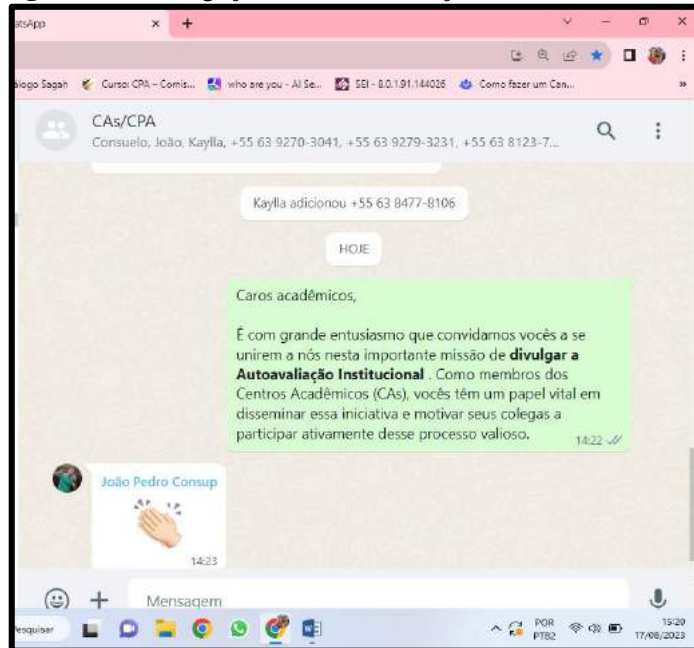 atsApp
álogo Sagah
Curso: CPA – Comis...
who are you - AI Se...
SEI - 8.0.1.91.144026
Como fazer um Can...
CAs/CPA
Consuelo, João, Kaylla, +55 63 9270-3041, +55 63 9279-3231, +55 63 8123-7...
Kaylla adicionou +55 63 8477-8106
HOJE
Caros acadêmicos,
É com grande entusiasmo que convidamos vocês a se
unirem a nós nesta importante missão de divulgar a
Autoavaliação Institucional . Como membros dos
Centros Acadêmicos (CAs), vocês têm um papel vital em
disseminar essa iniciativa e motivar seus colegas a
participar ativamente desse processo valioso.
14:22
João Pedro Consup
14:23
Mensagem
esquisar
POR
PTB2
15:20
17/08/2023